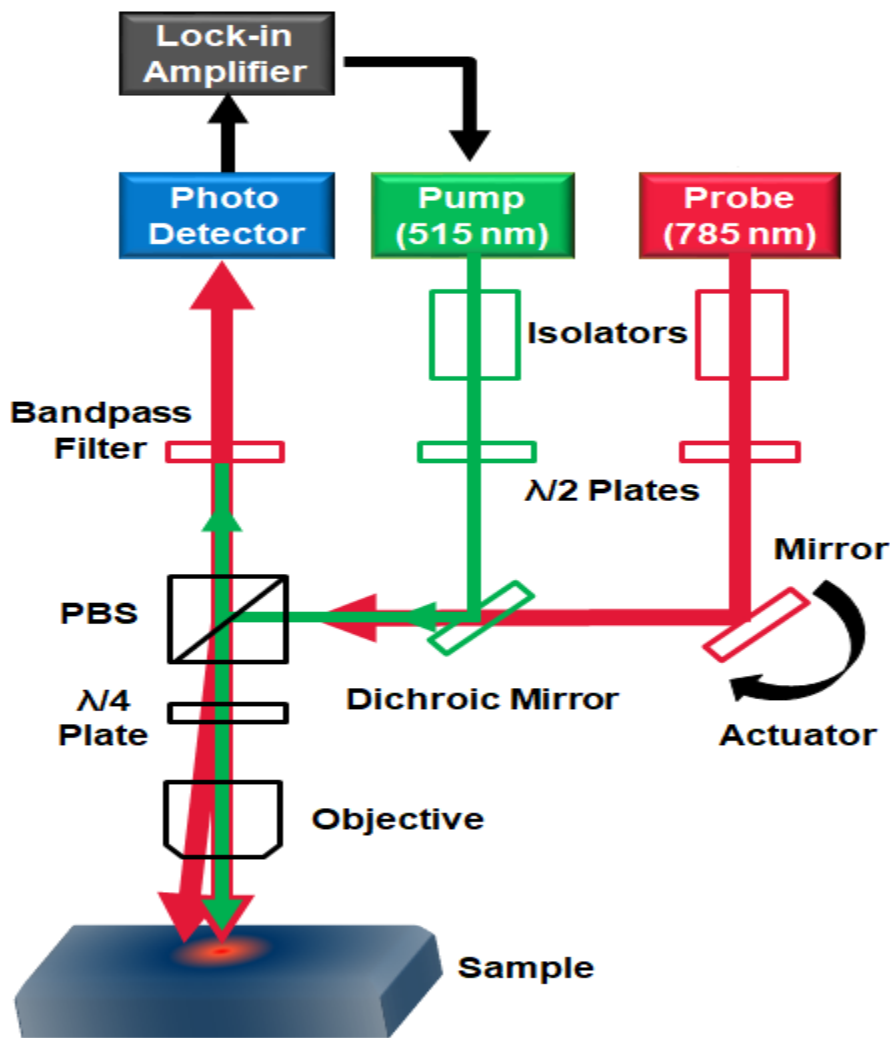 Lock-in
Amplifier
Photo
Detector
Pump
(515 nm)
Probe
(785 nm)
Isolators
Bandpass
Filter
λ/2 Plates
Mirror
PBS
λ/4
Plate
Dichroic Mirror
Actuator
Objective
Sample